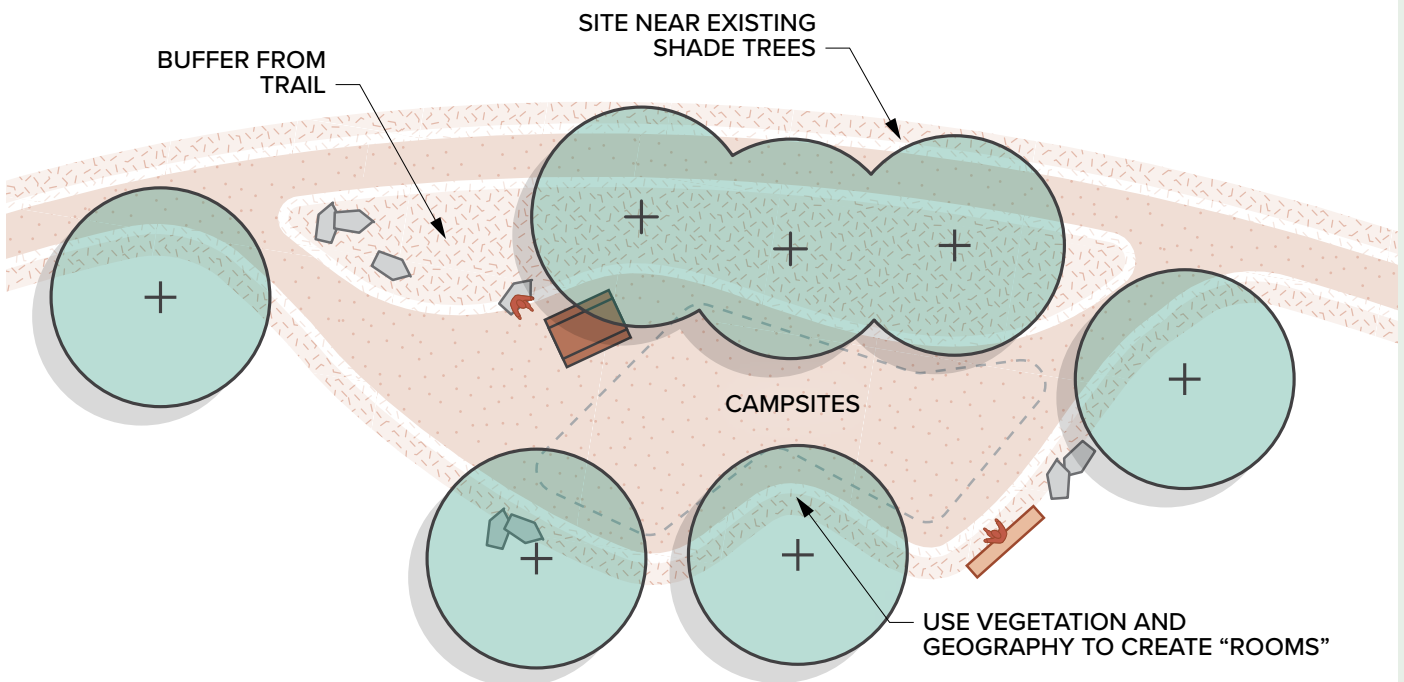 SITE NEAR EXISTING
SHADE TREES
BUFFER FROM
TRAIL
CAMPSITES
USE VEGETATION AND
GEOGRAPHY TO CREATE “ROOMS”